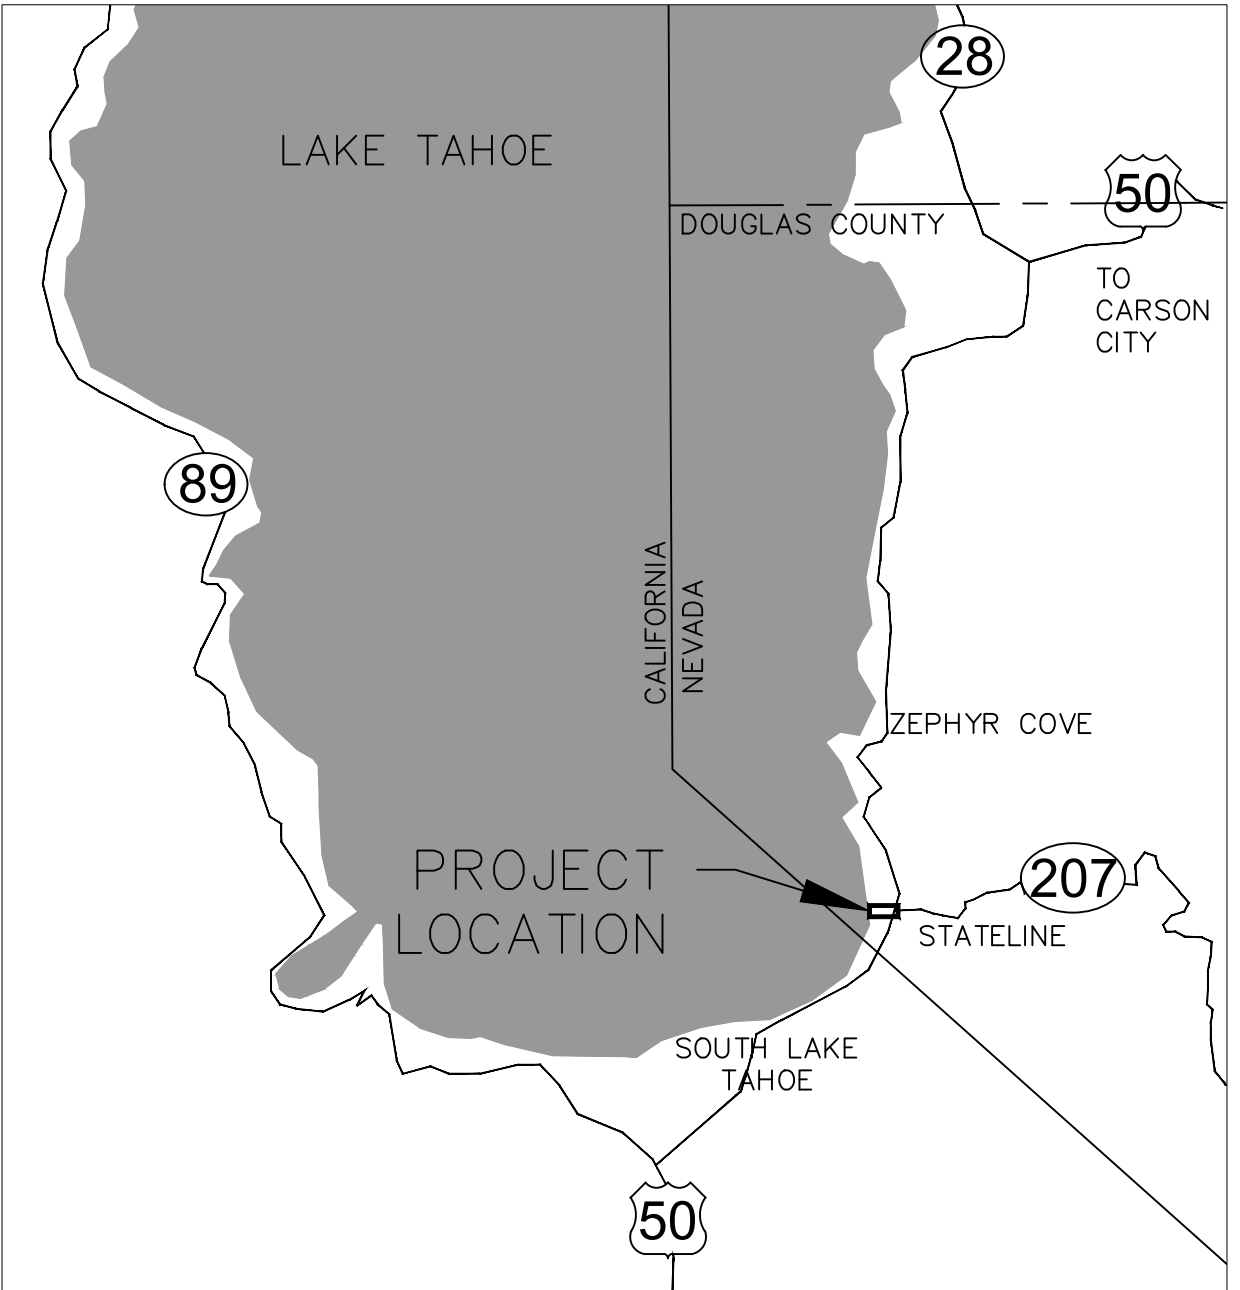 28
LAKE TAHOE
50
DOUGLAS COUNTY
TO
CARSON
CITY
89
CALIFORNIA
NEVADA
ZEPHYR COVE
PROJECT
LOCATION
207
STATELINE
SOUTH LAKE
TAHOE
50